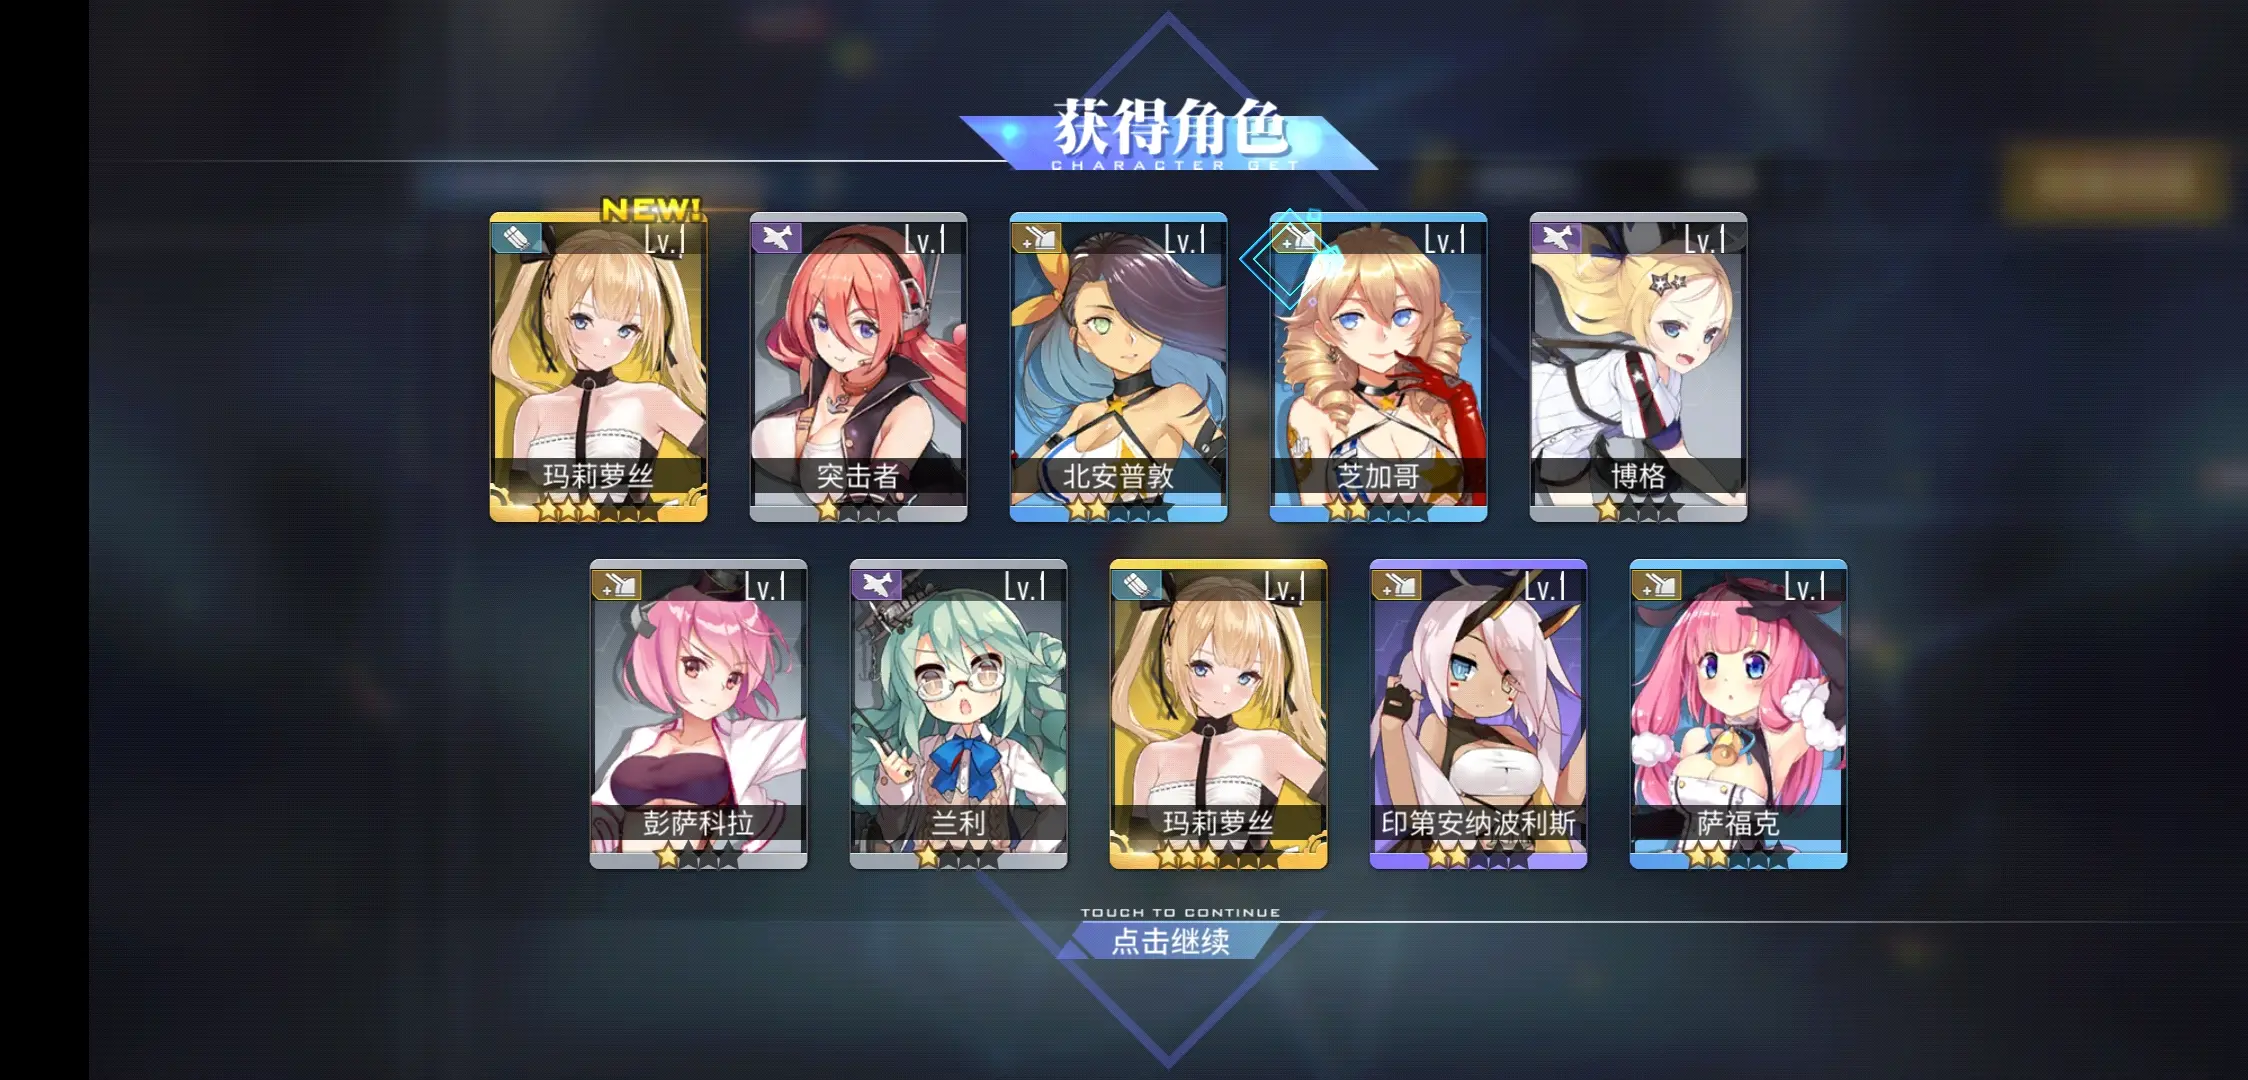 获得角色
CHARACTER GET
NEW!
Lv.1
Lv.1
Lv.1
Lv.1
Lv.1
玛莉萝丝
突击者
北安普敦
芝加哥
博格
Lv.1
Lv.1
Lv.1
Lv.1
Lv.1
彭萨科拉
兰利
玛莉萝丝
印第安纳波利斯
萨福克
TOUCH TO CONTINUE
点击继续